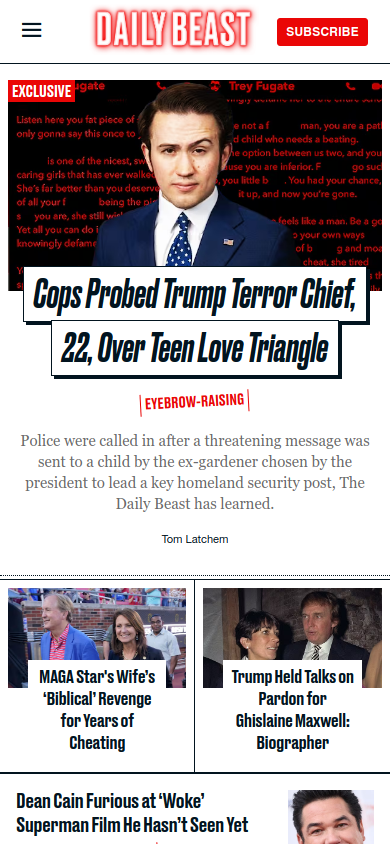 DAILY BEAST
SUBSCRIBE
EXCLUSIVE
ugate
Trey Fugate
Listen here you fat piece of
only gonna say this once to
is one of the nicest, sw
caring girls that has ever walke
She's far better than you deserve
of all your f being the pi
s you are, she still wi
Yet all you can do i
knowingly defame
not a f man, you are a pat
d child who needs a beating.
e option between us two, and you
use you are inferior. F go suc
you little b . You had your chance,
it up, and now you're gone.
feels like a man. Be a go
o your own ways
of b and moa
cheat, she tired
Cops Probed Trump Terror Chief,
22, Over Teen Love Triangle
EYEBROW-RAISING
Police were called in after a threatening message was
sent to a child by the ex-gardener chosen by the
president to lead a key homeland security post, The
Daily Beast has learned.
Tom Latchem
MAGA Star's Wife's
‘Biblical’ Revenge
for Years of
Cheating
Trump Held Talks on
Pardon for
Ghislaine Maxwell:
Biographer
Dean Cain Furious at ‘Woke’
Superman Film He Hasn't Seen Yet